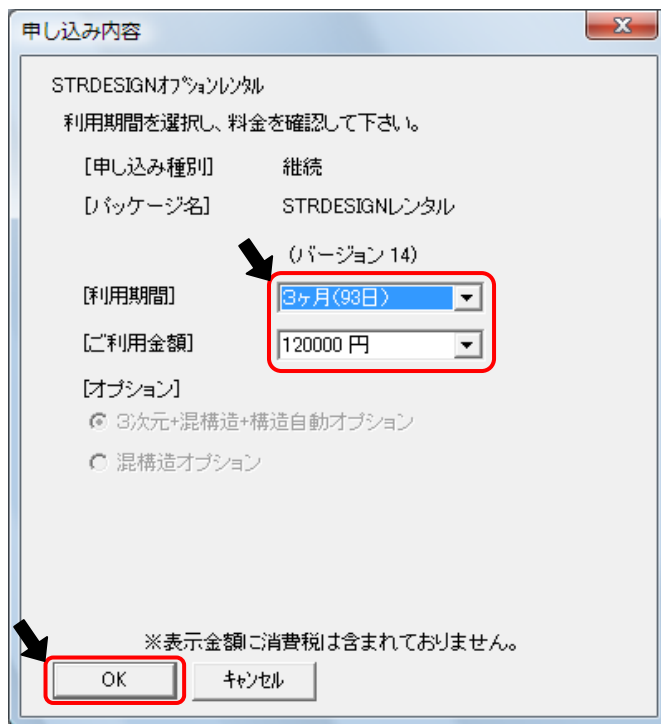 申し込み内容
STRDESIGNｵﾌﾟｼｮﾝﾚﾝﾀﾙ
利用期間を選択し、料金を確認して下さい。
[申し込み種別] 継続
[パッケージ名] STRDESIGNレンタル
(バージョン 14)
[利用期間] 3ヶ月(93日)
[ご利用金額] 120000 円
[オプション]
3次元+混構造+構造自動オプション
混構造オプション
※表示金額に消費税は含まれておりません。
OK ｷｬﾝｾﾙ